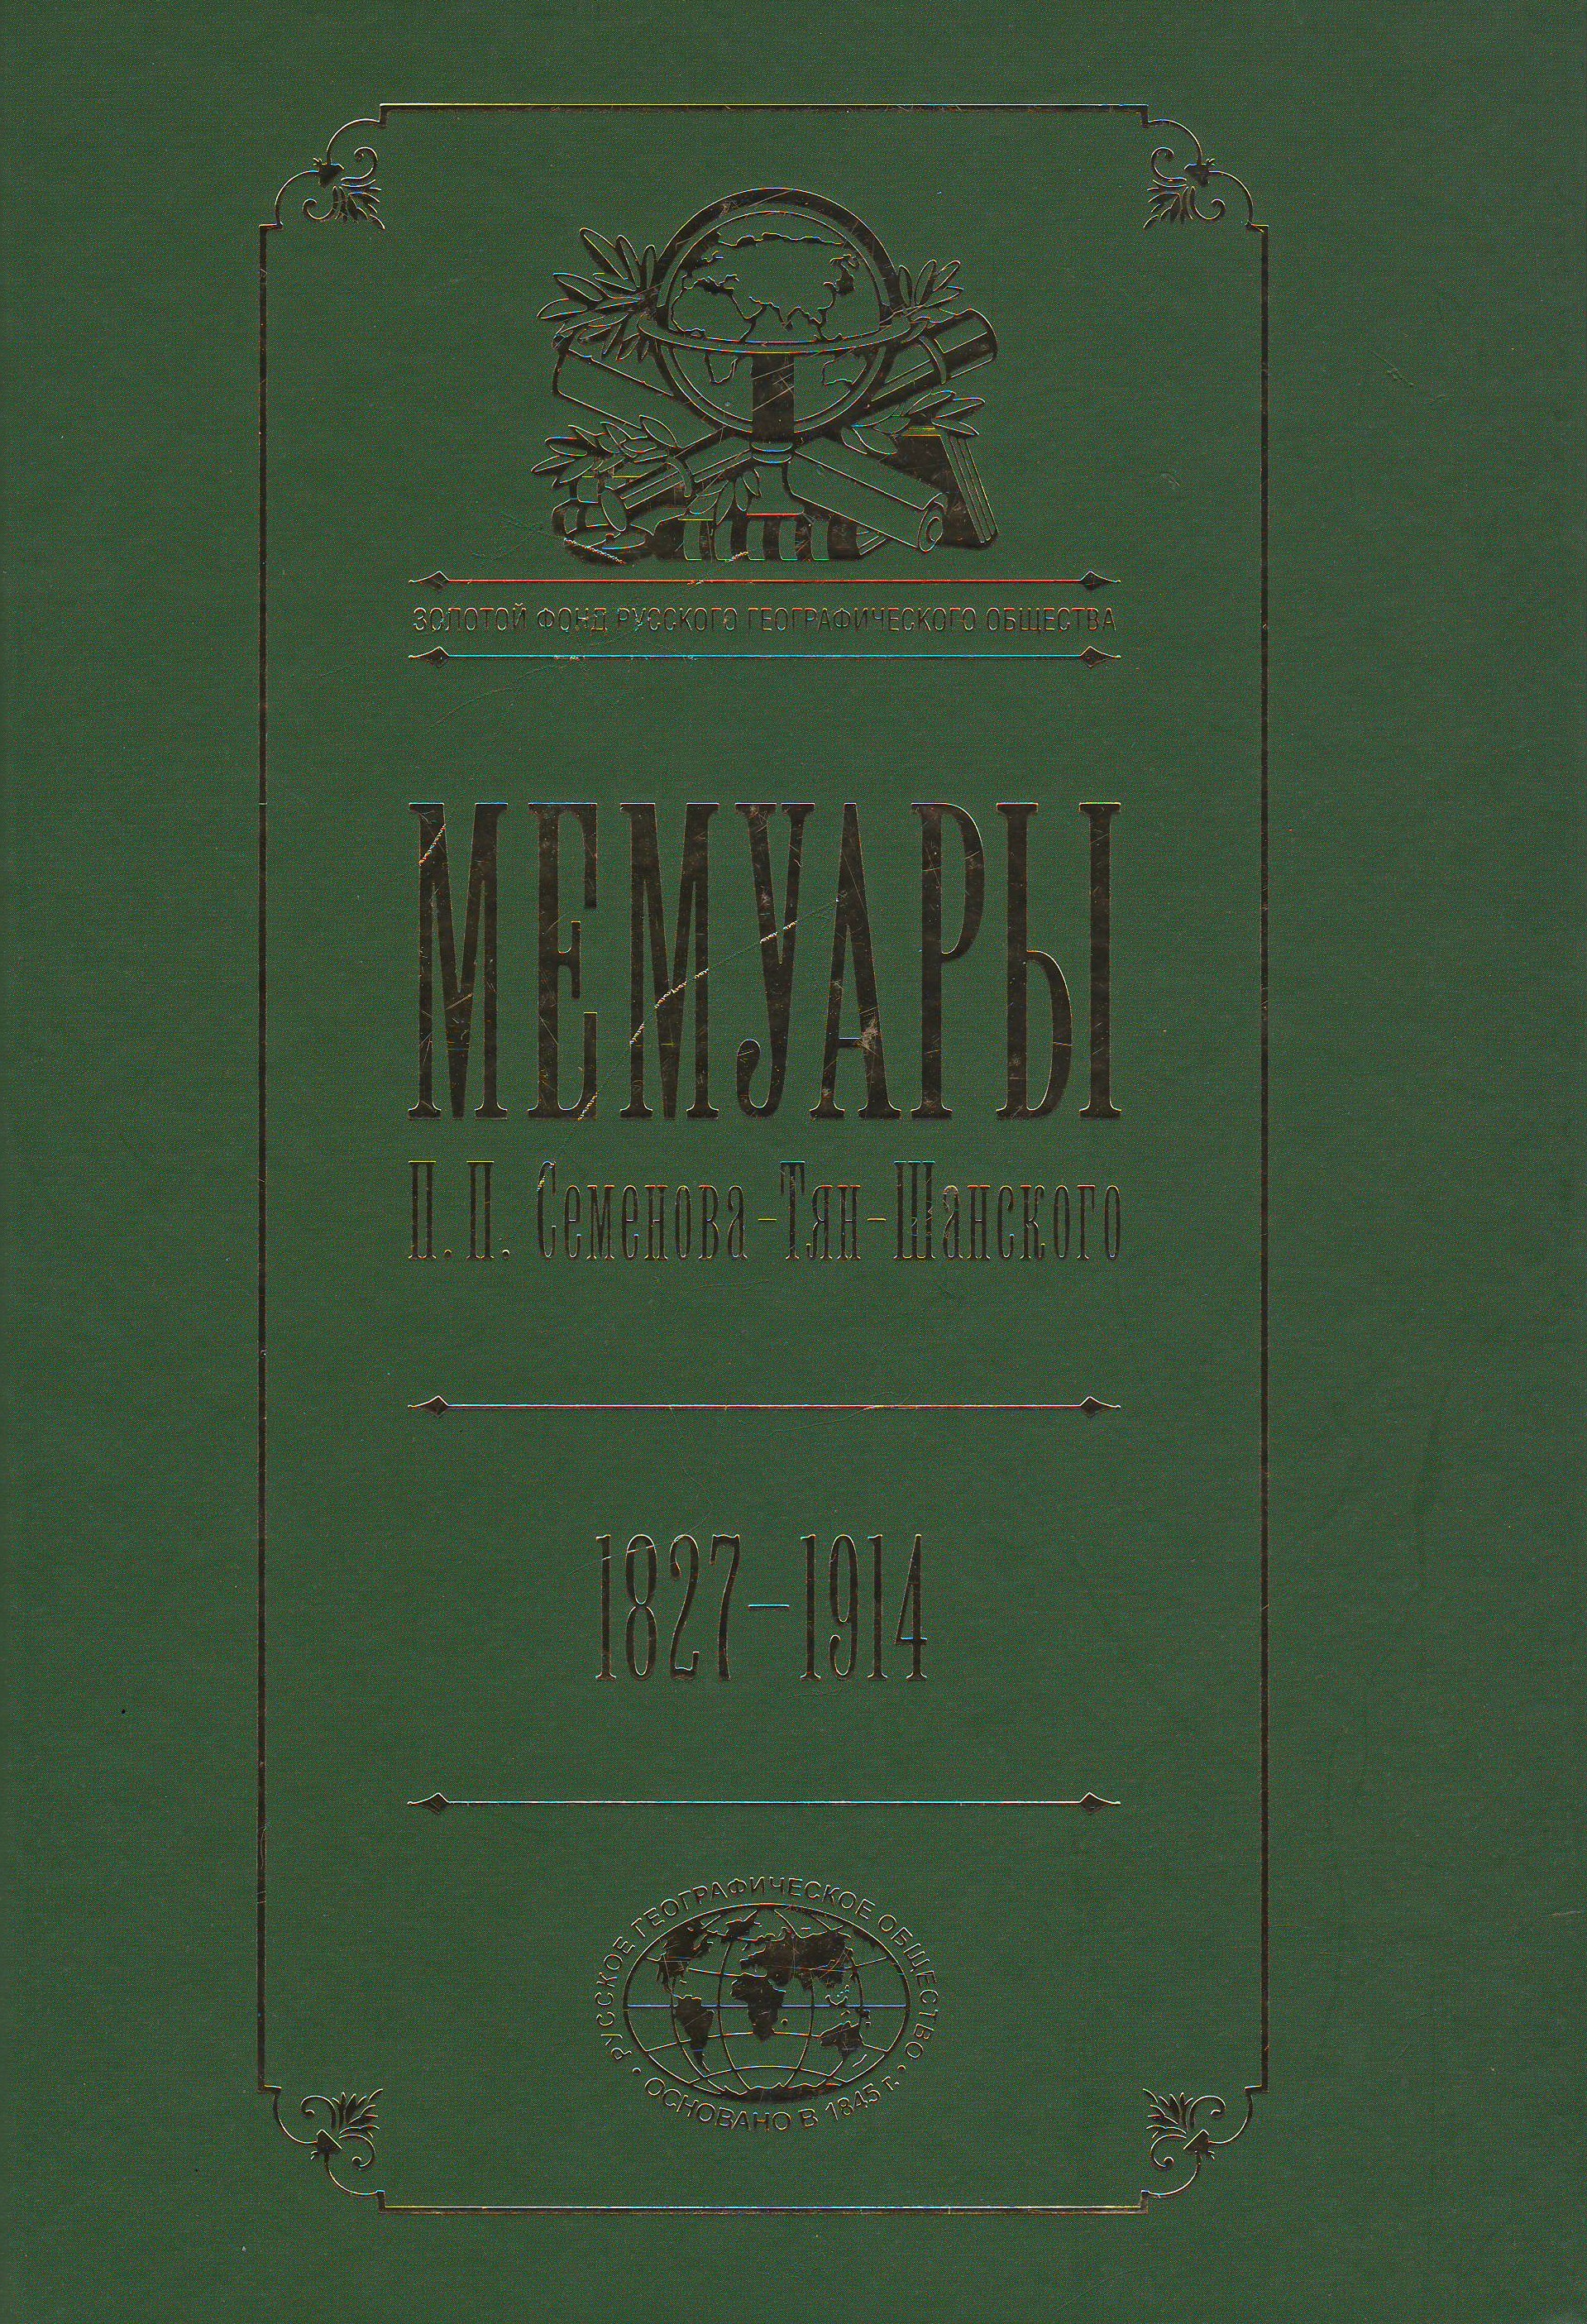 ЗОЛОТОЙ ФОНД РУССКОГО ГЕОГРАФИЧЕСКОГО ОБЩЕСТВА
МЕМУАРЫ
П. П. Семенова-Тян-Шанского
1827–1914
• РУССКОЕ ГЕОГРАФИЧЕСКОЕ ОБЩЕСТВО •
ОСНОВАНО В 1845 г.